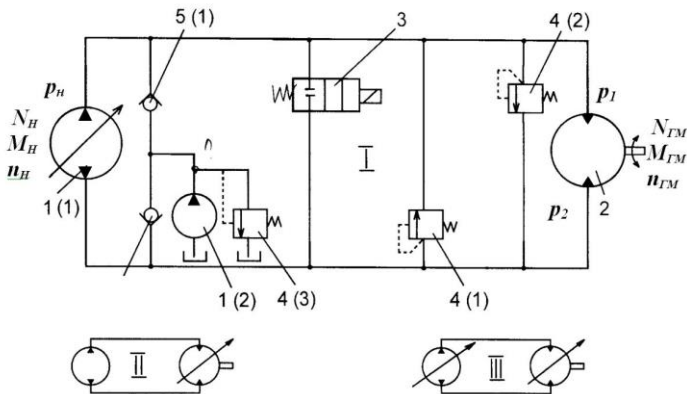 5 (1)
3
4 (2)
p_н
p_1
N_Н
M_Н
n_Н
N_ГМ
M_ГМ
n_ГМ
I
1 (1)
p_2
2
1 (2)
4 (3)
4 (1)
II
III